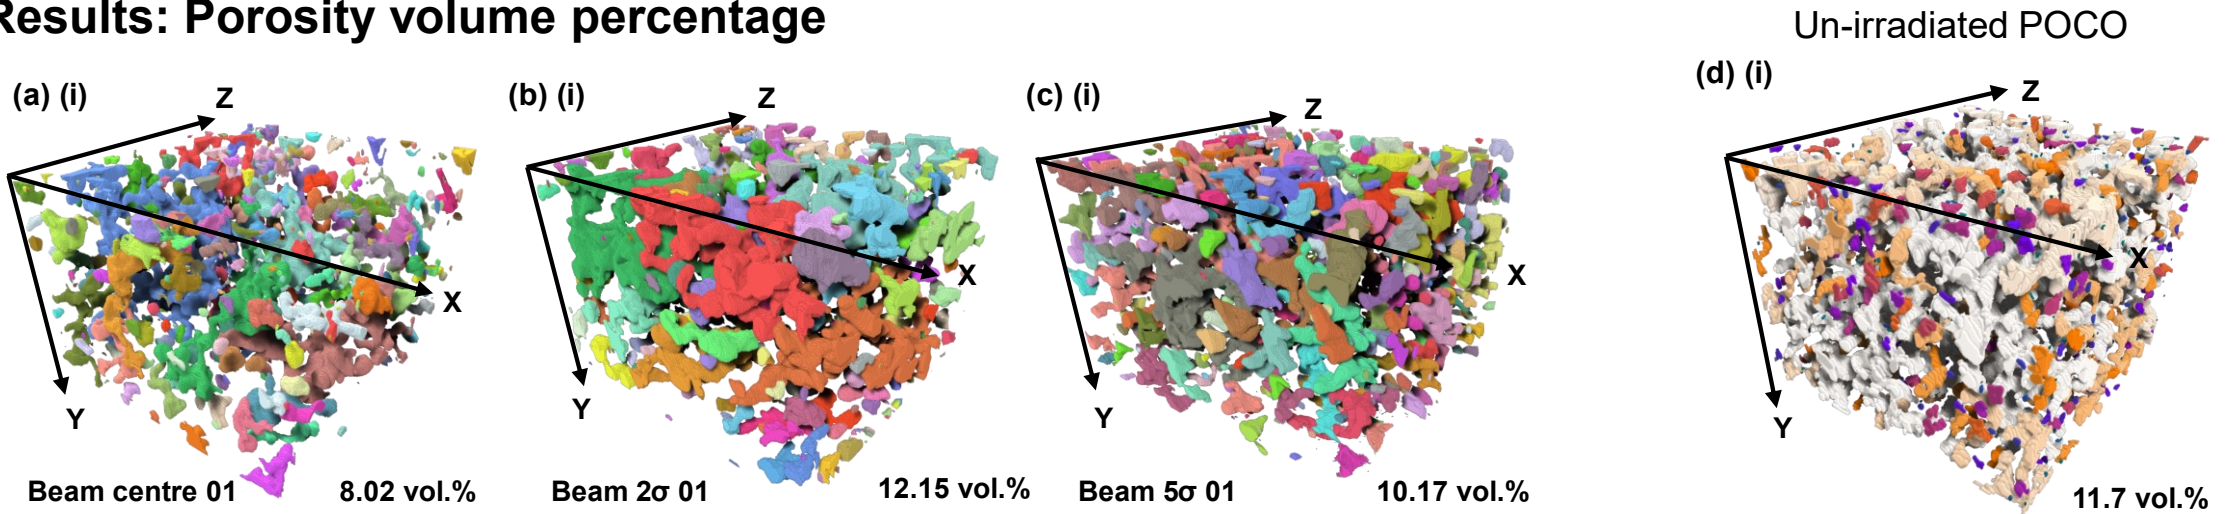 Results: Porosity volume percentage
Un-irradiated POCO
(a) (i)
Z
X
Y
Beam centre 01
8.02 vol.%
(b) (i)
Z
X
Y
Beam 2σ 01
12.15 vol.%
(c) (i)
Z
X
Y
Beam 5σ 01
10.17 vol.%
(d) (i)
Z
X
Y
11.7 vol.%